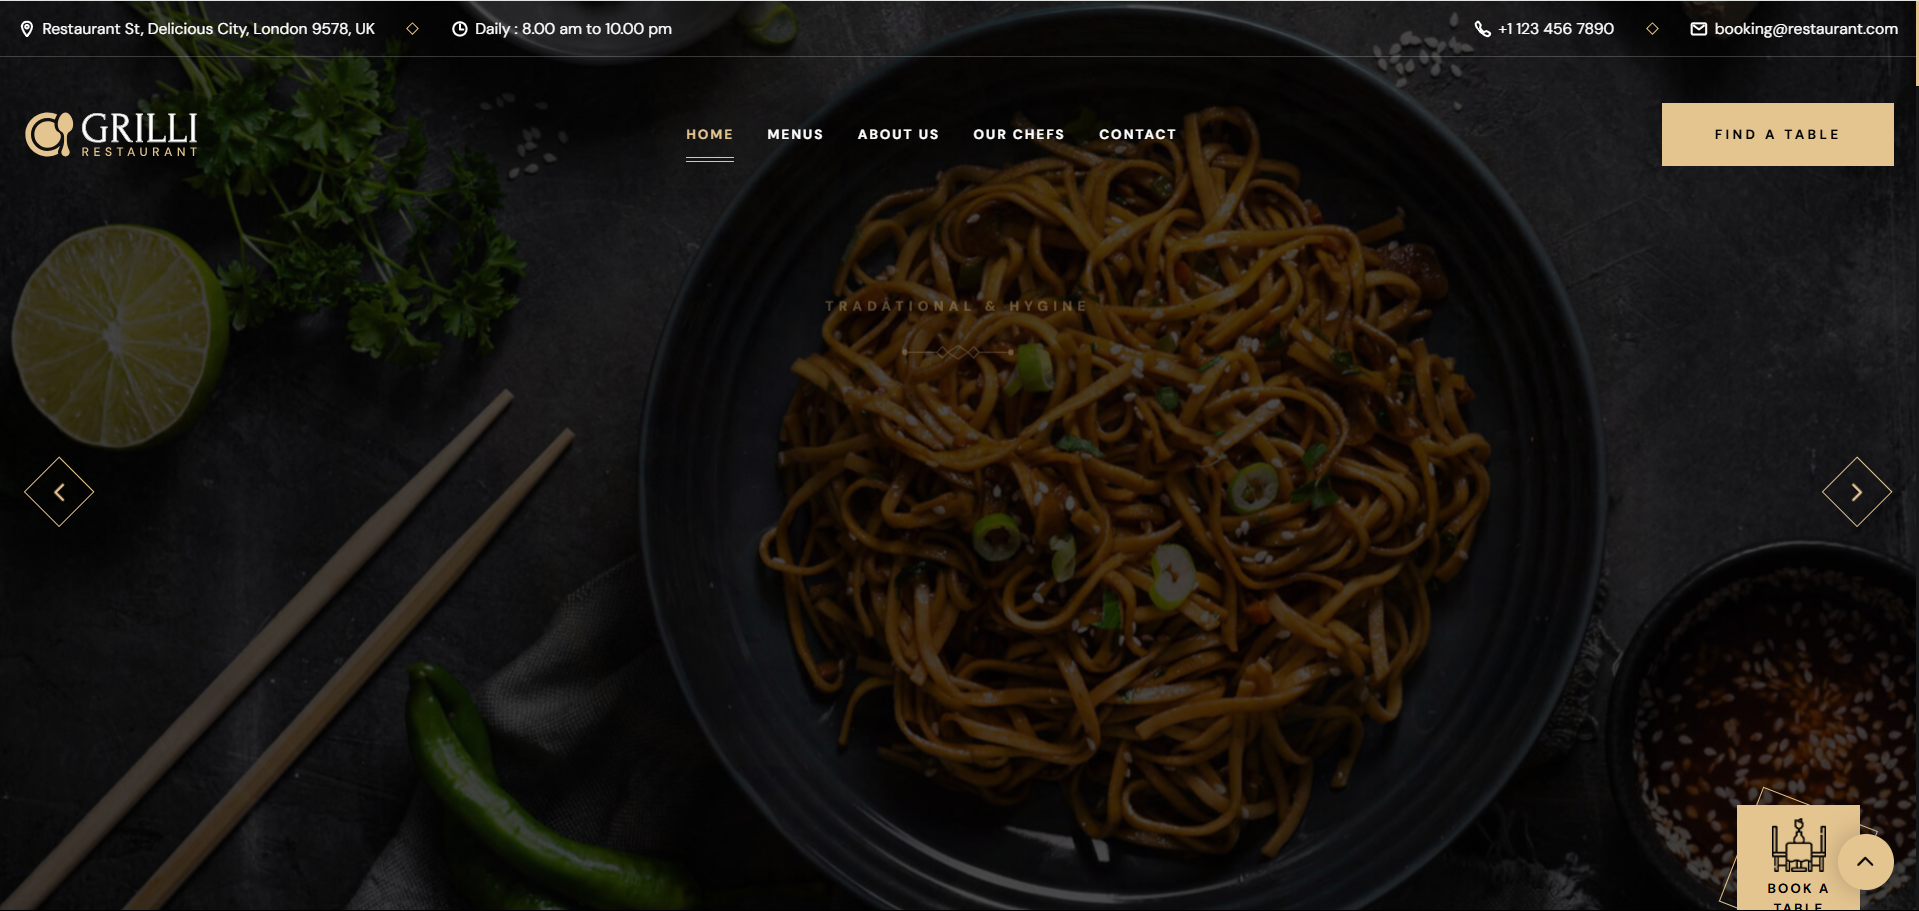 Restaurant St, Delicious City, London 9578, UK
Daily : 8.00 am to 10.00 pm
+1 123 456 7890
booking@restaurant.com
GRILLI
RESTAURANT
HOME
MENUS
ABOUT US
OUR CHEFS
CONTACT
FIND A TABLE
TRADATIONAL & HYGINE
BOOK A
TABLE